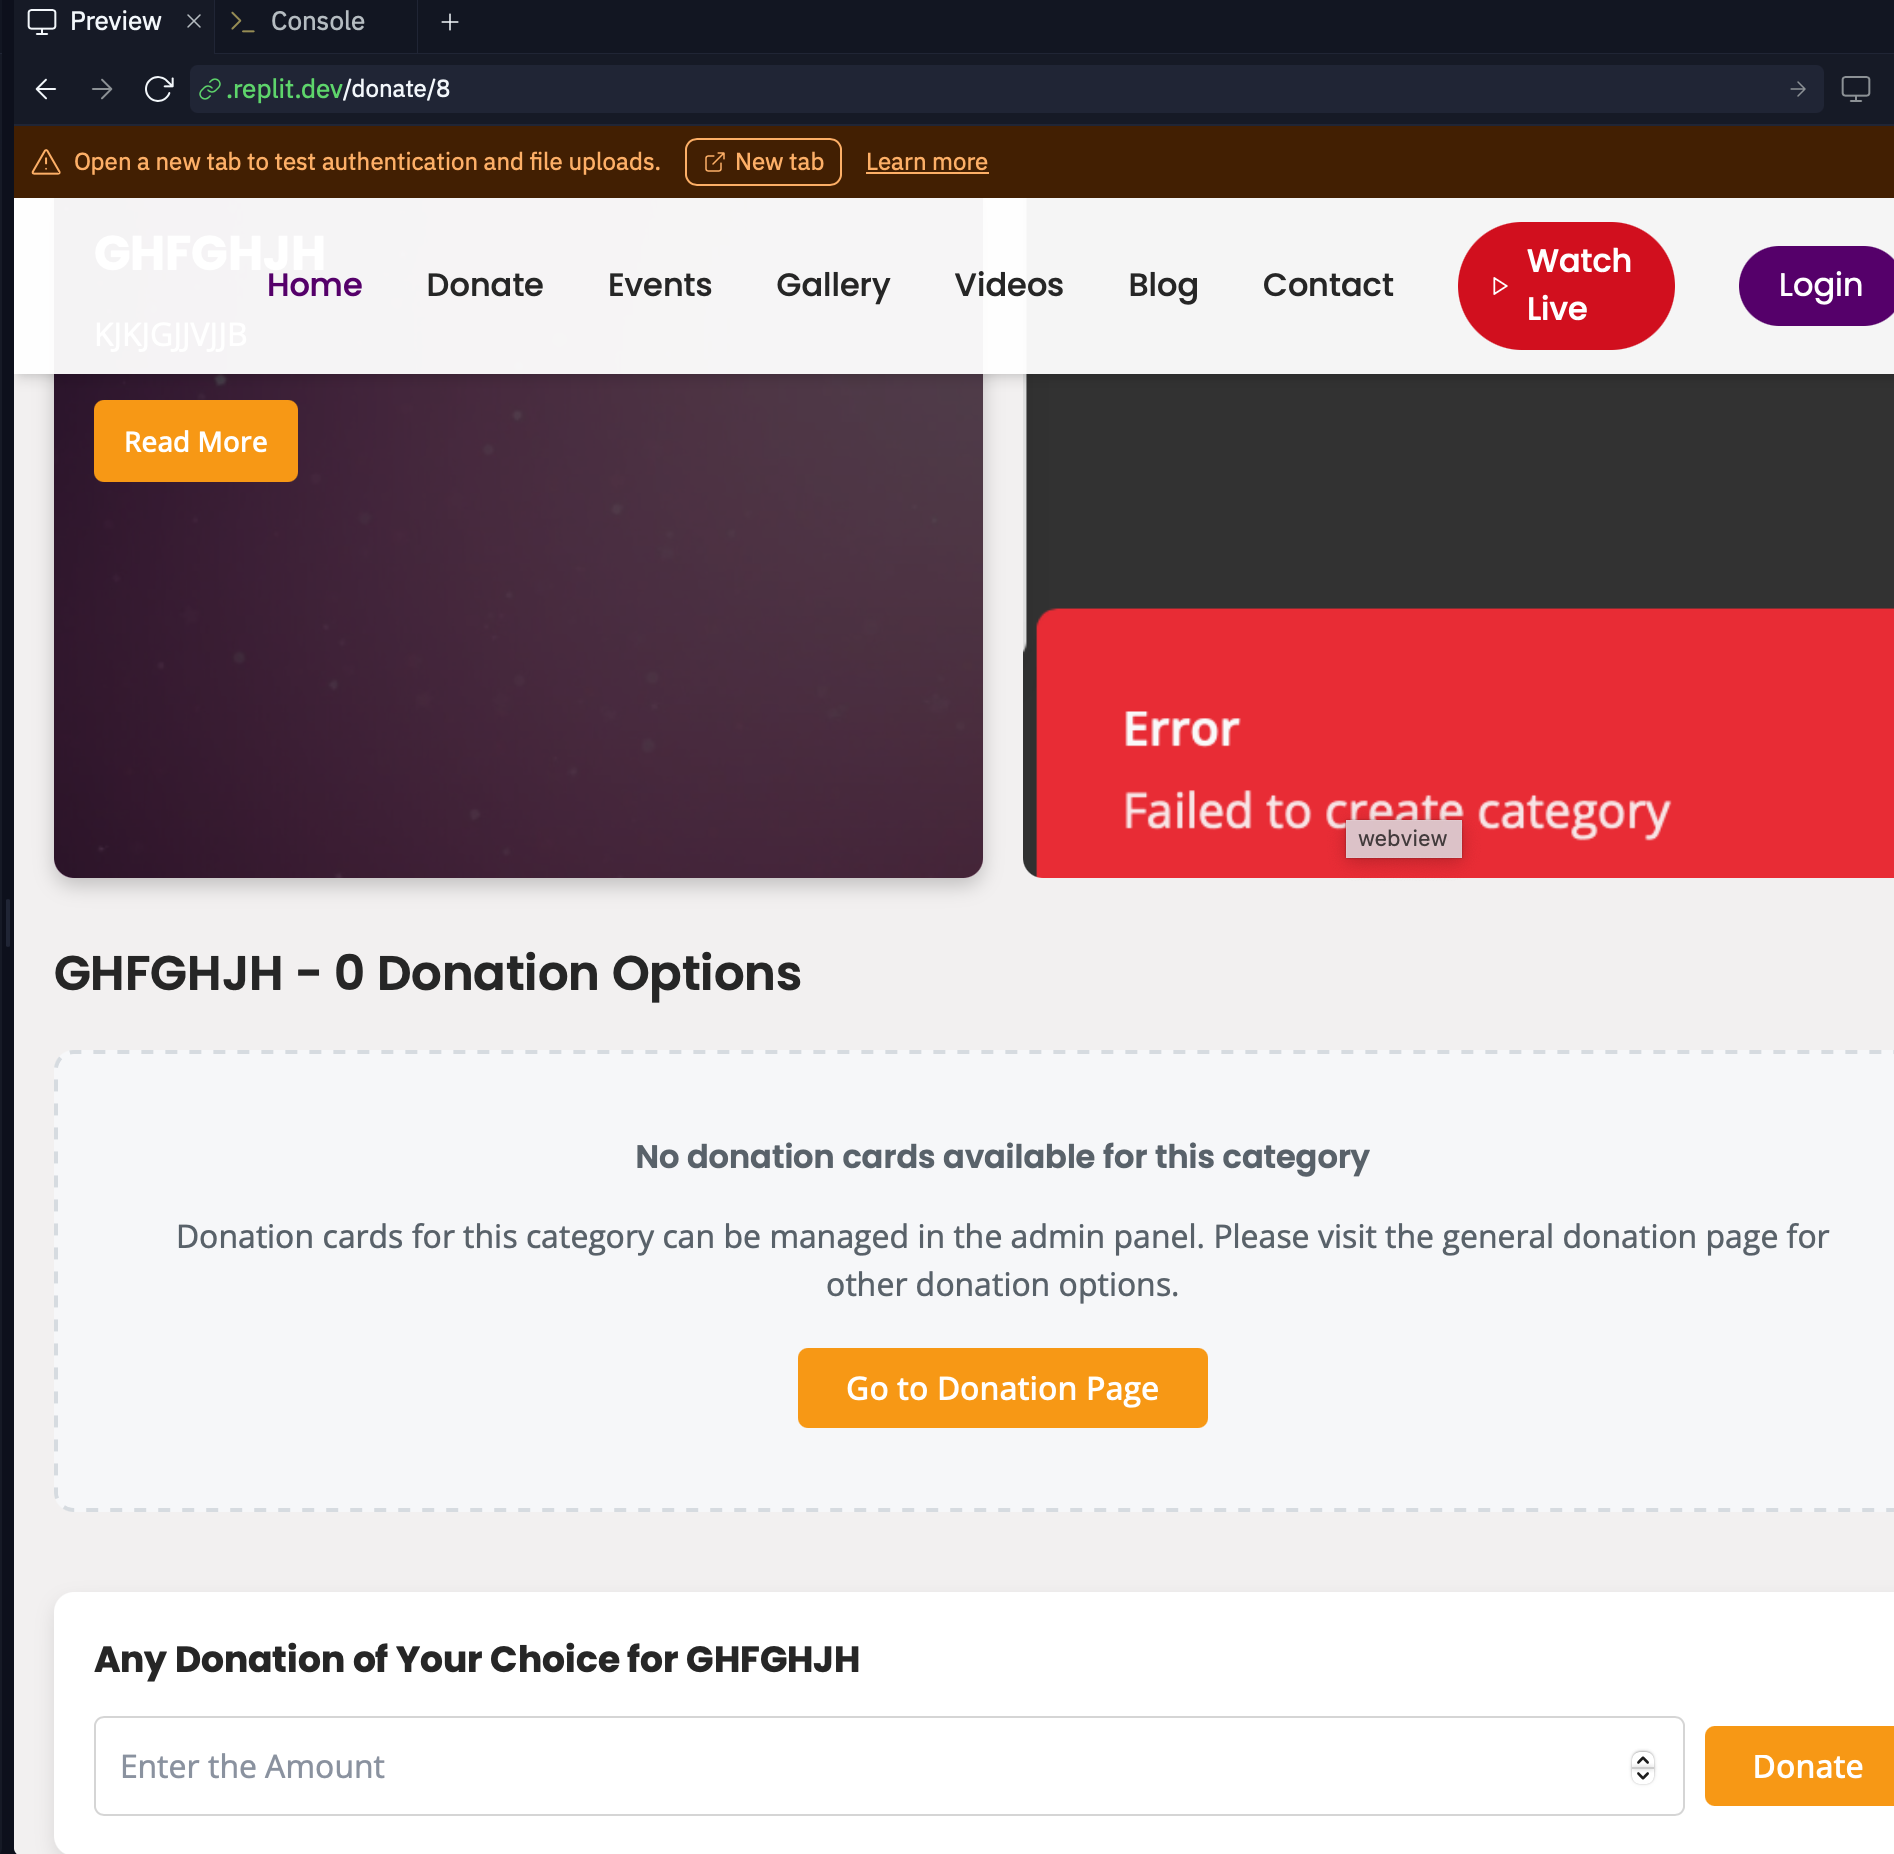 Preview
Console
.replit.dev/donate/8
Open a new tab to test authentication and file uploads.
New tab
Learn more
GHFGHJH
Home
Donate
Events
Gallery
Videos
Blog
Contact
Watch
Live
Login
KJKJGJJVJJB
Read More
Error
Failed to create category
webview
GHFGHJH - 0 Donation Options
No donation cards available for this category
Donation cards for this category can be managed in the admin panel. Please visit the general donation page for
other donation options.
Go to Donation Page
Any Donation of Your Choice for GHFGHJH
Enter the Amount
Donate